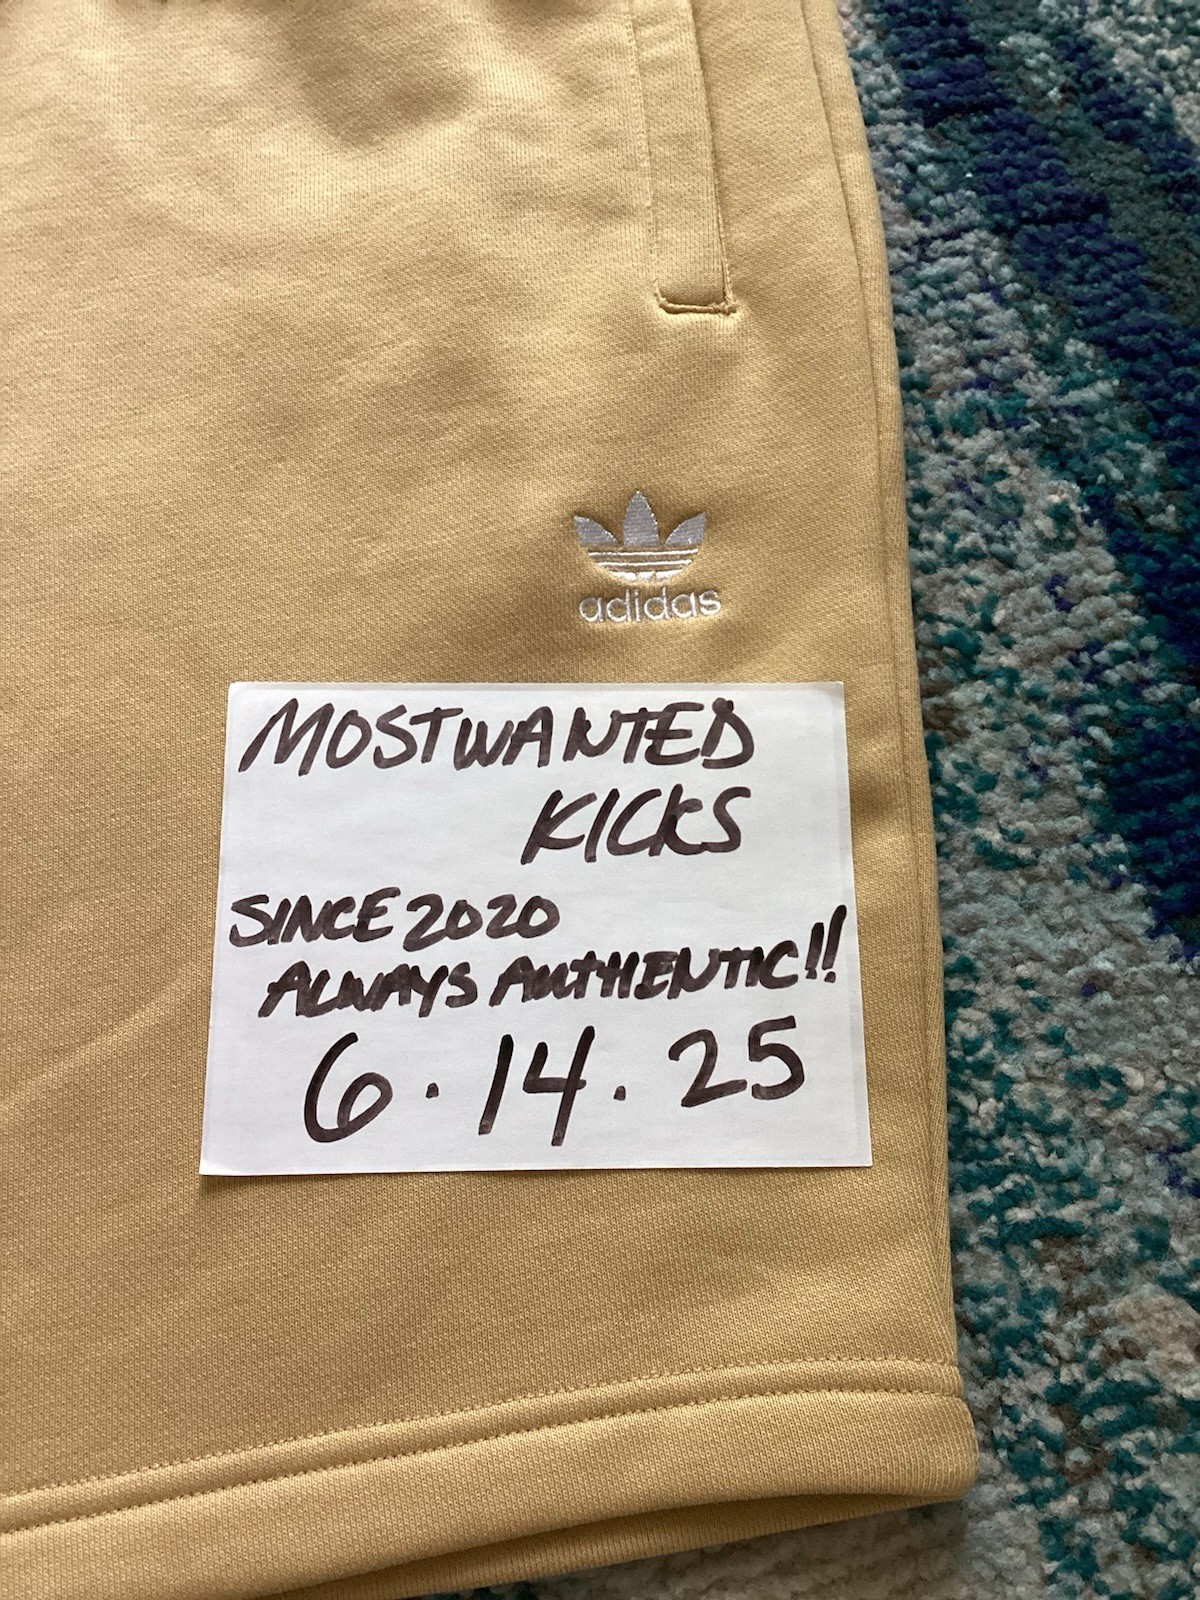 adidas
MOSTWANTED
KICKS
SINCE 2020
ALWAYS AUTHENTIC!!
6.14.25